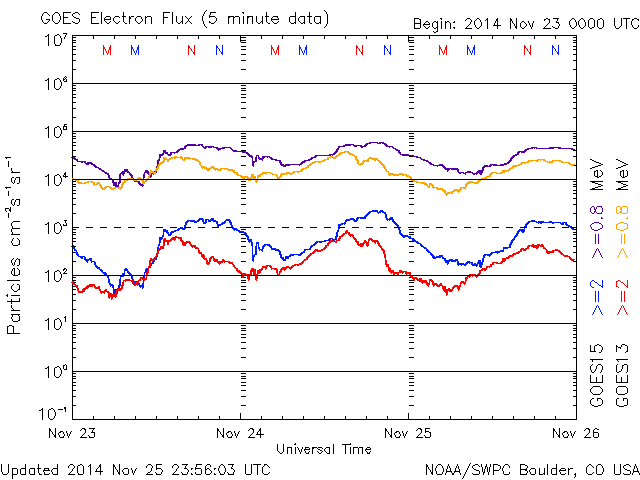 GOES Electron Flux (5 minute data)
Begin: 2014 Nov 23 0000 UTC
10⁷
M M N N M M N N M M N N
10⁶
10⁵
10⁴
10³
10²
10¹
10⁰
10⁻¹
Particles cm⁻²s⁻¹sr⁻¹
Nov 23 Nov 24 Nov 25 Nov 26
Universal Time
GOES15 >=2 >=0.8 MeV
GOES13 >=2 >=0.8 MeV
Updated 2014 Nov 25 23:56:03 UTC
NOAA/SWPC Boulder, CO USA